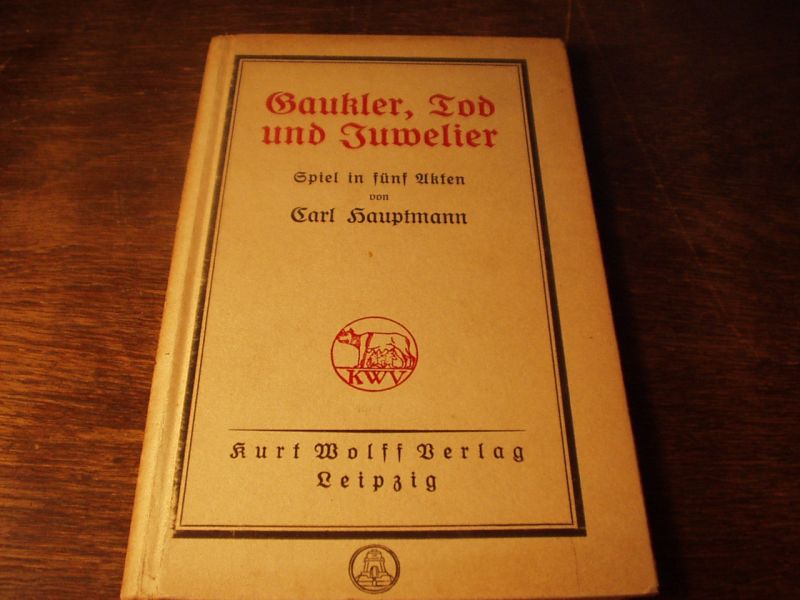 Gaukler, Tod
und Juwelier
Spiel in fünf Akten
von
Carl Hauptmann
KWV
Kurt Wolff Verlag
Leipzig